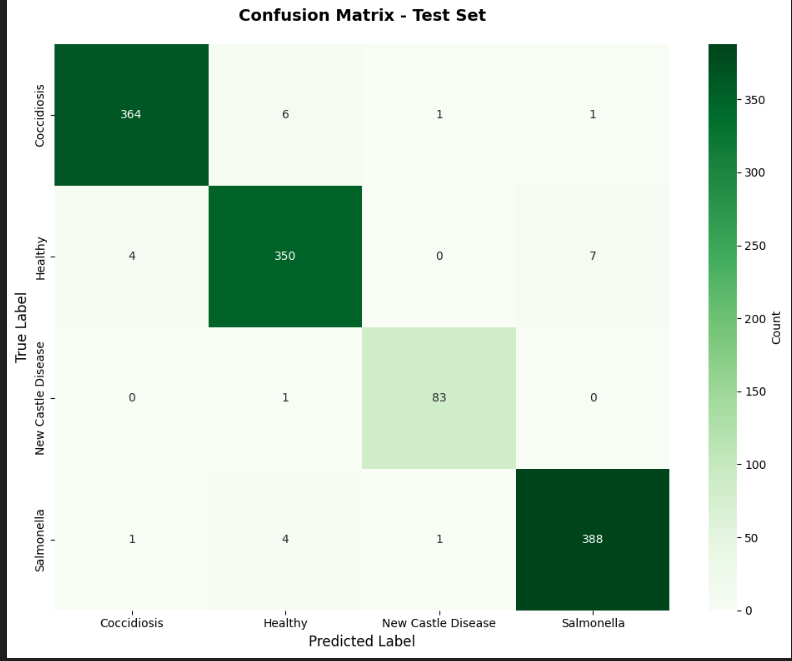 Confusion Matrix - Test Set
True Label
Coccidiosis
364 6 1 1
Healthy
4 350 0 7
New Castle Disease
0 1 83 0
Salmonella
1 4 1 388
Coccidiosis Healthy New Castle Disease Salmonella
Predicted Label
350
300
250
200
150
100
50
0
Count